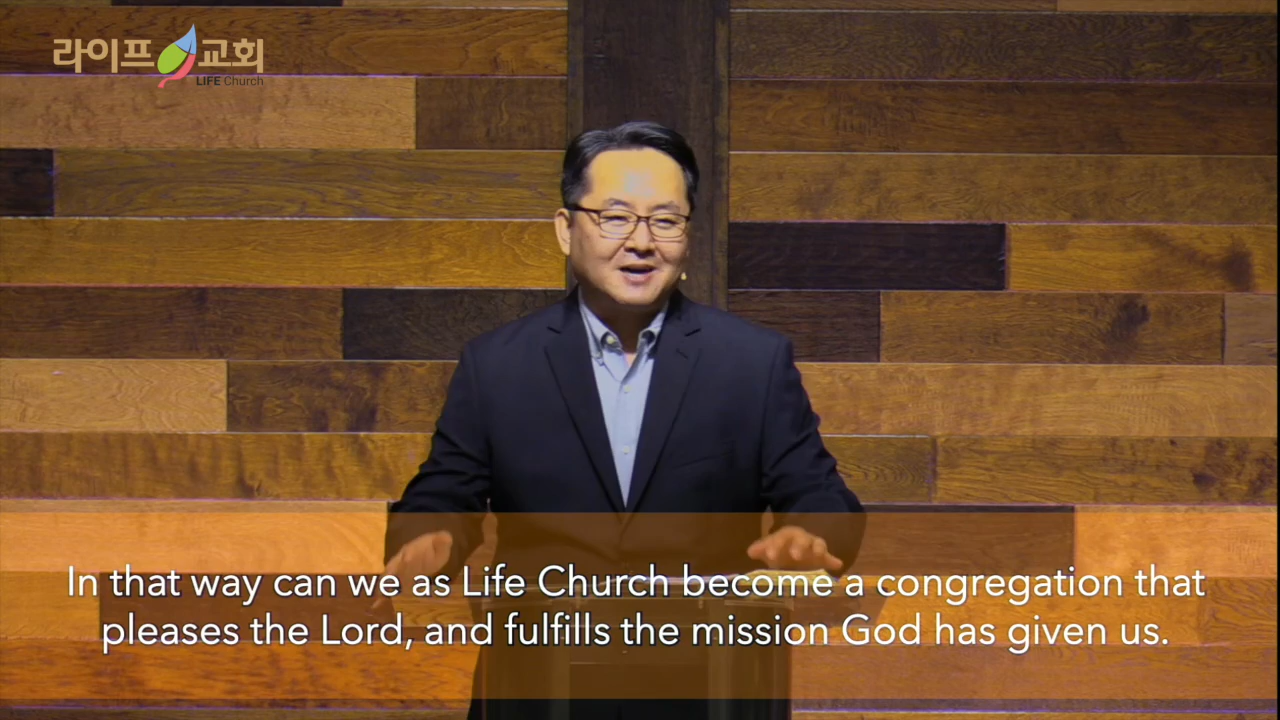 라이프 교회
LIFE Church
In that way can we as Life Church become a congregation that
pleases the Lord, and fulfills the mission God has given us.